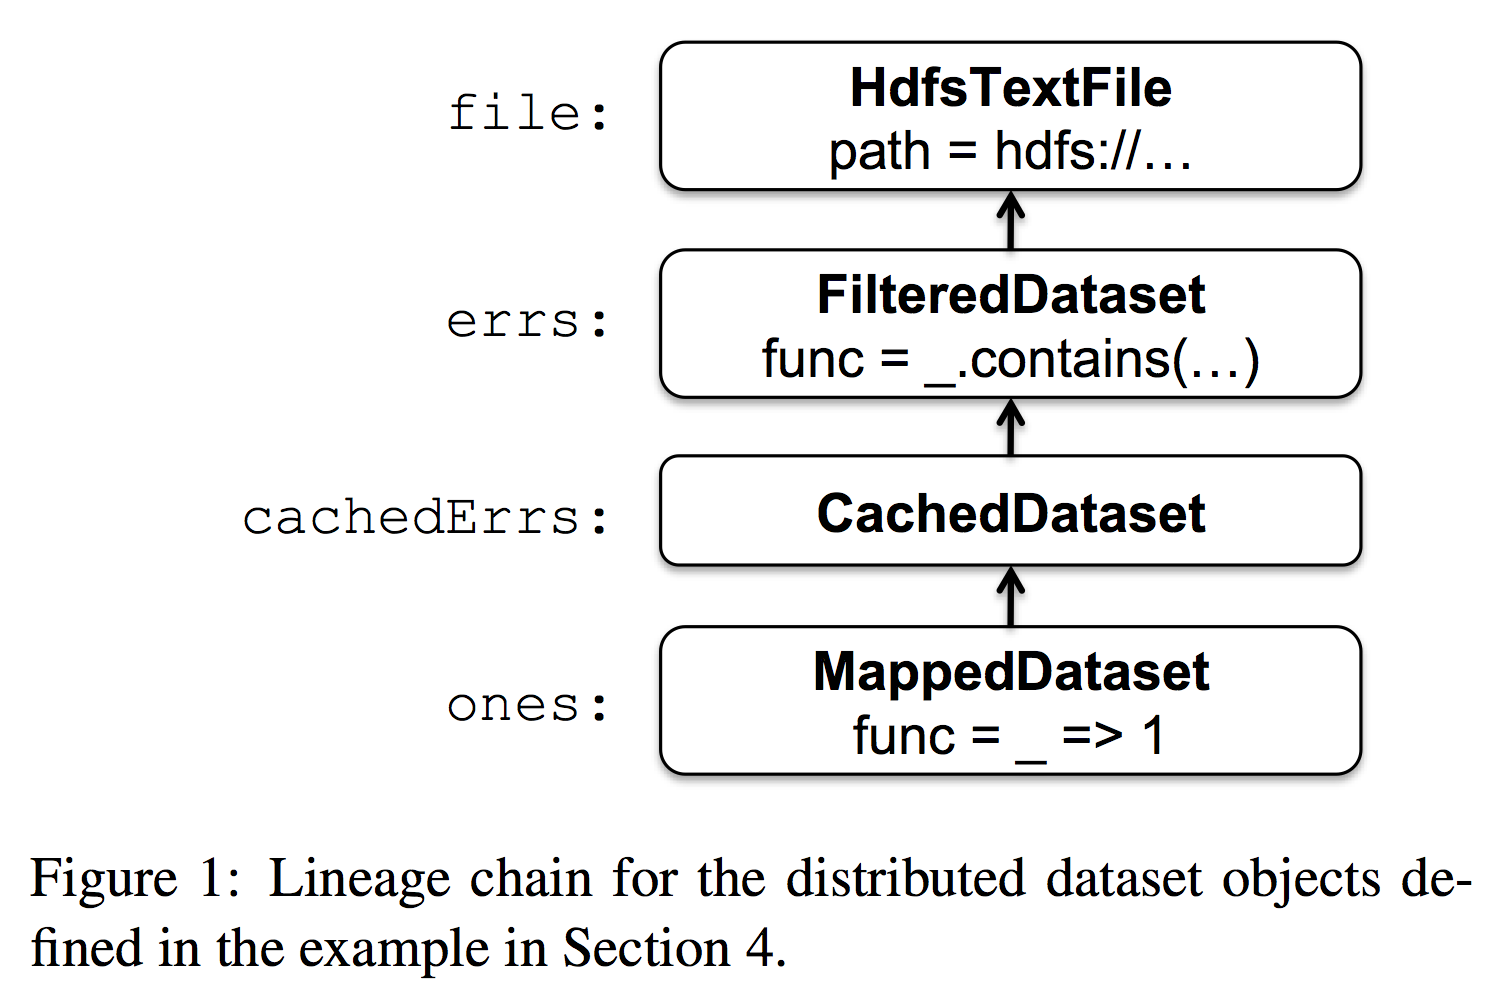 file:
HdfsTextFile
path = hdfs://…
errs:
FilteredDataset
func = _.contains(…)
cachedErrs:
CachedDataset
ones:
MappedDataset
func = _ => 1
Figure 1: Lineage chain for the distributed dataset objects de-
fined in the example in Section 4.